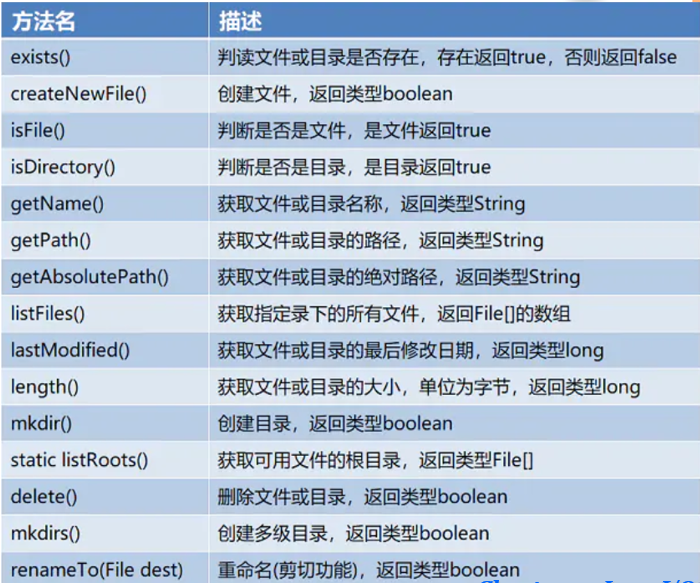 方法名 描述
exists() 判读文件或目录是否存在，存在返回true，否则返回false
createNewFile() 创建文件，返回类型boolean
isFile() 判断是否是文件，是文件返回true
isDirectory() 判断是否是目录，是目录返回true
getName() 获取文件或目录名称，返回类型String
getPath() 获取文件或目录的路径，返回类型String
getAbsolutePath() 获取文件或目录的绝对路径，返回类型String
listFiles() 获取指定录下的所有文件，返回File[]的数组
lastModified() 获取文件或目录的最后修改日期，返回类型long
length() 获取文件或目录的大小，单位为字节，返回类型long
mkdir() 创建目录，返回类型boolean
static listRoots() 获取可用文件的根目录，返回类型File[]
delete() 删除文件或目录，返回类型boolean
mkdirs() 创建多级目录，返回类型boolean
renameTo(File dest) 重命名(剪切功能)，返回类型boolean